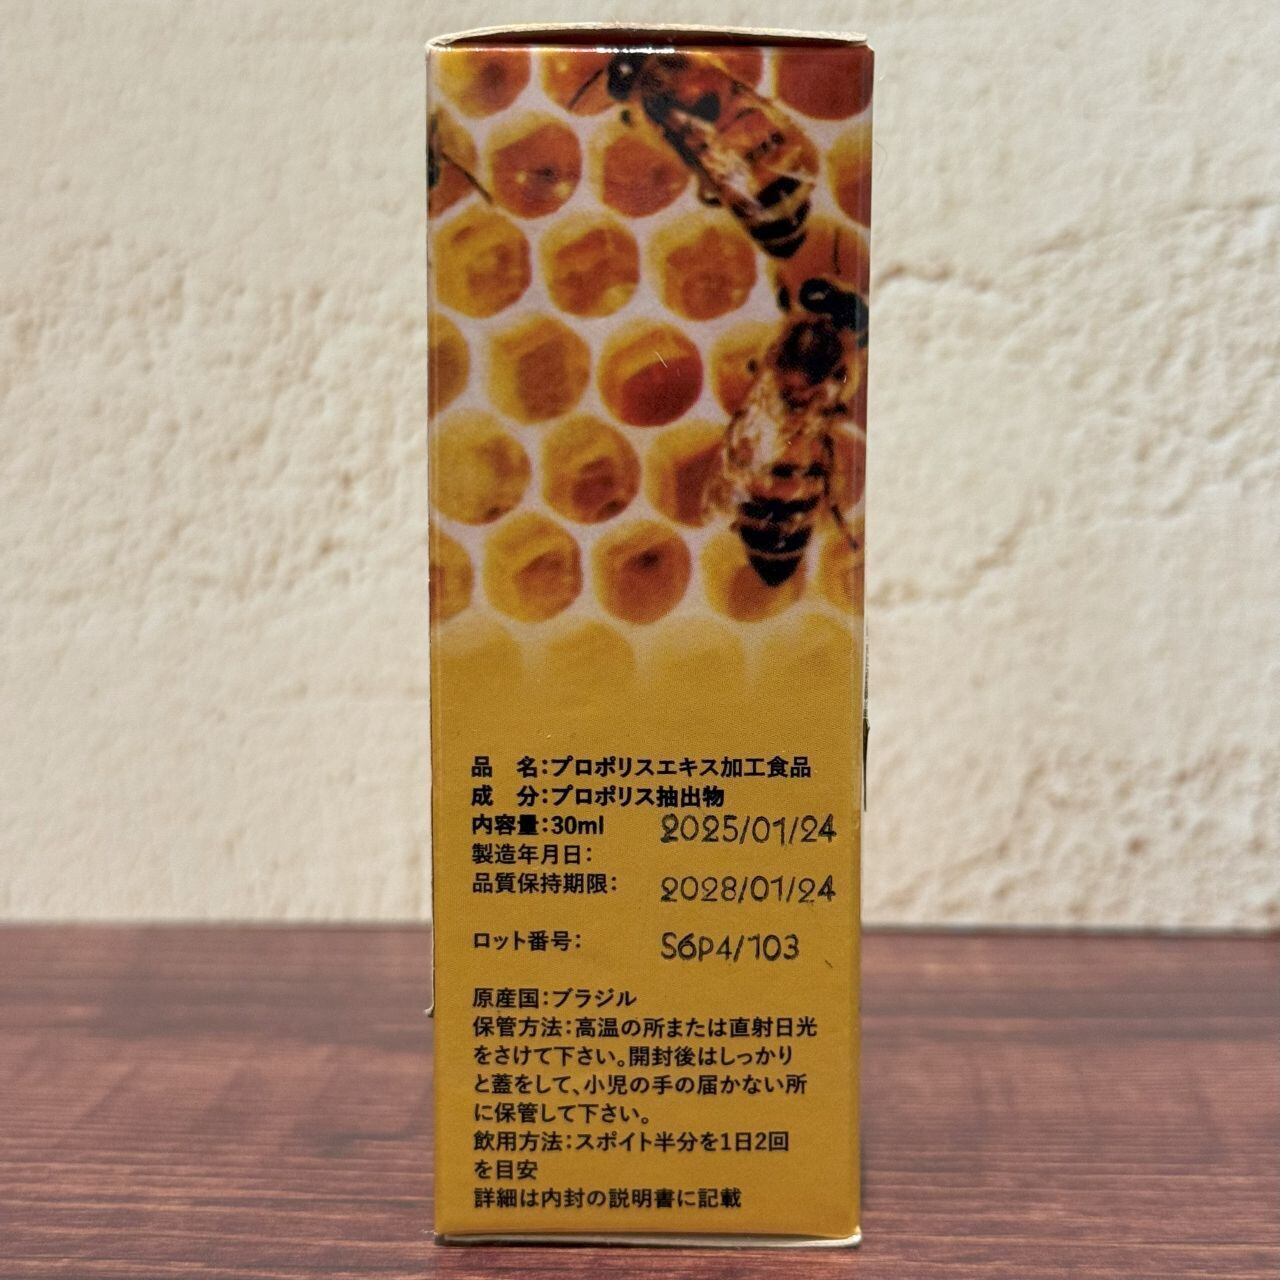 品　名：プロポリスエキス加工食品
成　分：プロポリス抽出物
内容量：30ml
製造年月日： 2025/01/24
品質保持期限： 2028/01/24
ロット番号： S6P4/103
原産国：ブラジル
保管方法：高温の所または直射日光
をさけて下さい。開封後はしっかり
と蓋をして、小児の手の届かない所
に保管して下さい。
飲用方法：スポイト半分を1日2回
を目安
詳細は内封の説明書に記載